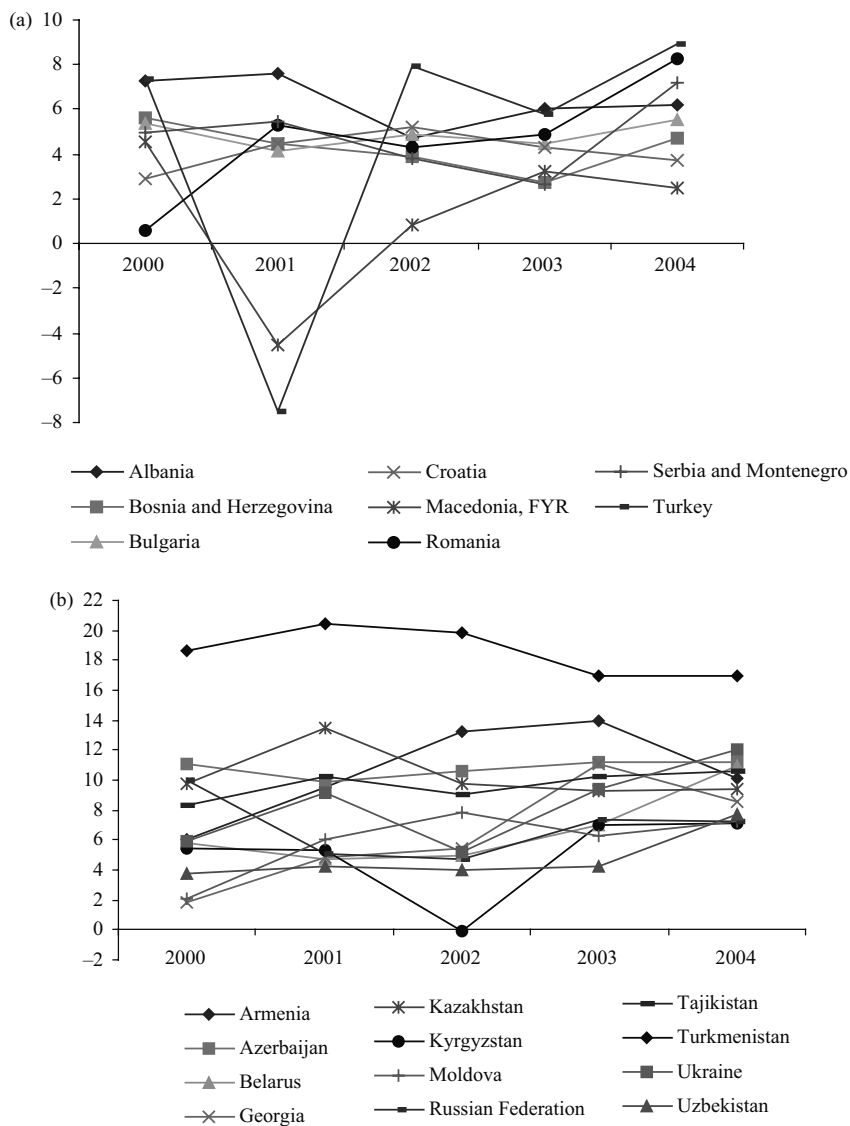 (a)
10
8
6
4
2
0
–2
–4
–6
–8
2000 2001 2002 2003 2004
Albania Croatia Serbia and Montenegro
Bosnia and Herzegovina Macedonia, FYR Turkey
Bulgaria Romania
(b)
22
20
18
16
14
12
10
8
6
4
2
0
–2
2000 2001 2002 2003 2004
Armenia Kazakhstan Tajikistan
Azerbaijan Kyrgyzstan Turkmenistan
Belarus Moldova Ukraine
Georgia Russian Federation Uzbekistan